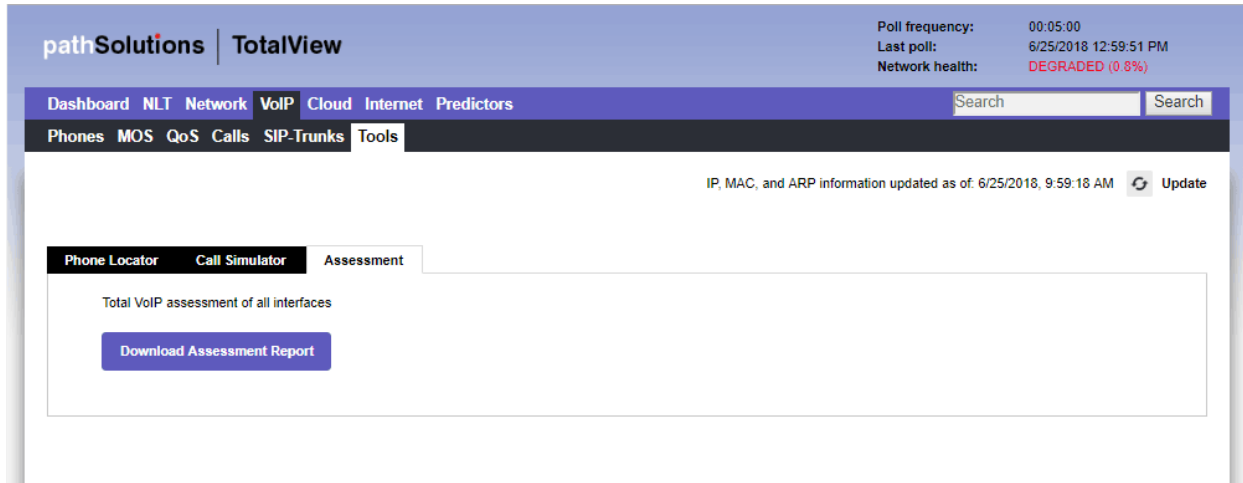 pathSolutions TotalView
Poll frequency: 00:05:00
Last poll: 6/25/2018 12:59:51 PM
Network health: DEGRADED (0.8%)
Dashboard NLT Network VoIP Cloud Internet Predictors Search Search
Phones MOS QoS Calls SIP-Trunks Tools
IP, MAC, and ARP information updated as of: 6/25/2018, 9:59:18 AM Update
Phone Locator Call Simulator Assessment
Total VoIP assessment of all interfaces
Download Assessment Report